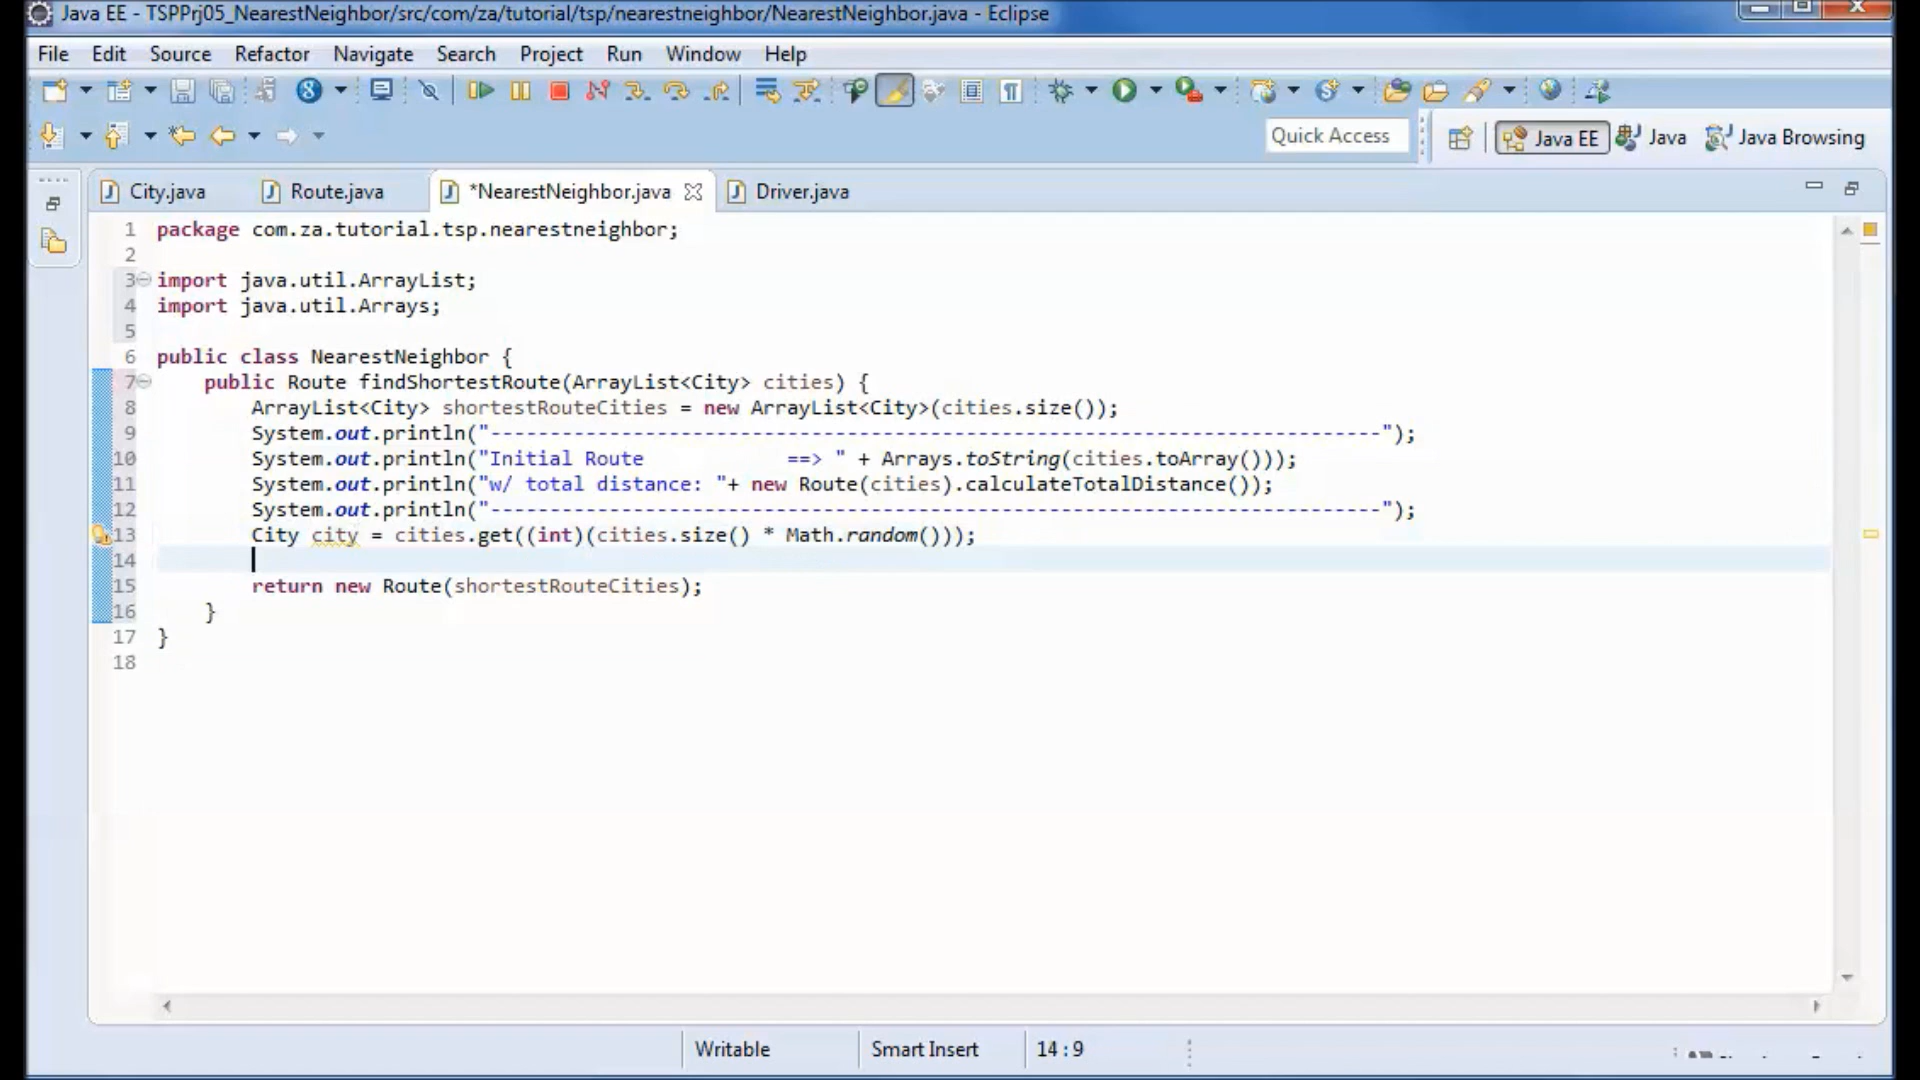 Java EE - TSPPrj05_NearestNeighbor/src/com/za/tutorial/tsp/nearestneighbor/NearestNeighbor.java - Eclipse
File Edit Source Refactor Navigate Search Project Run Window Help
Quick Access Java EE Java Java Browsing
City.java Route.java *NearestNeighbor.java Driver.java
1 package com.za.tutorial.tsp.nearestneighbor;
2
3 import java.util.ArrayList;
4 import java.util.Arrays;
5
6 public class NearestNeighbor {
7 public Route findShortestRoute(ArrayList<City> cities) {
8 ArrayList<City> shortestRouteCities = new ArrayList<City>(cities.size());
9 System.out.println("---------------------------------------------------------------------------");
10 System.out.println("Initial Route            ==> " + Arrays.toString(cities.toArray()));
11 System.out.println("w/ total distance: "+ new Route(cities).calculateTotalDistance());
12 System.out.println("---------------------------------------------------------------------------");
13 City city = cities.get((int)(cities.size() * Math.random()));
14
15 return new Route(shortestRouteCities);
16 }
17 }
18
Writable Smart Insert 14 : 9